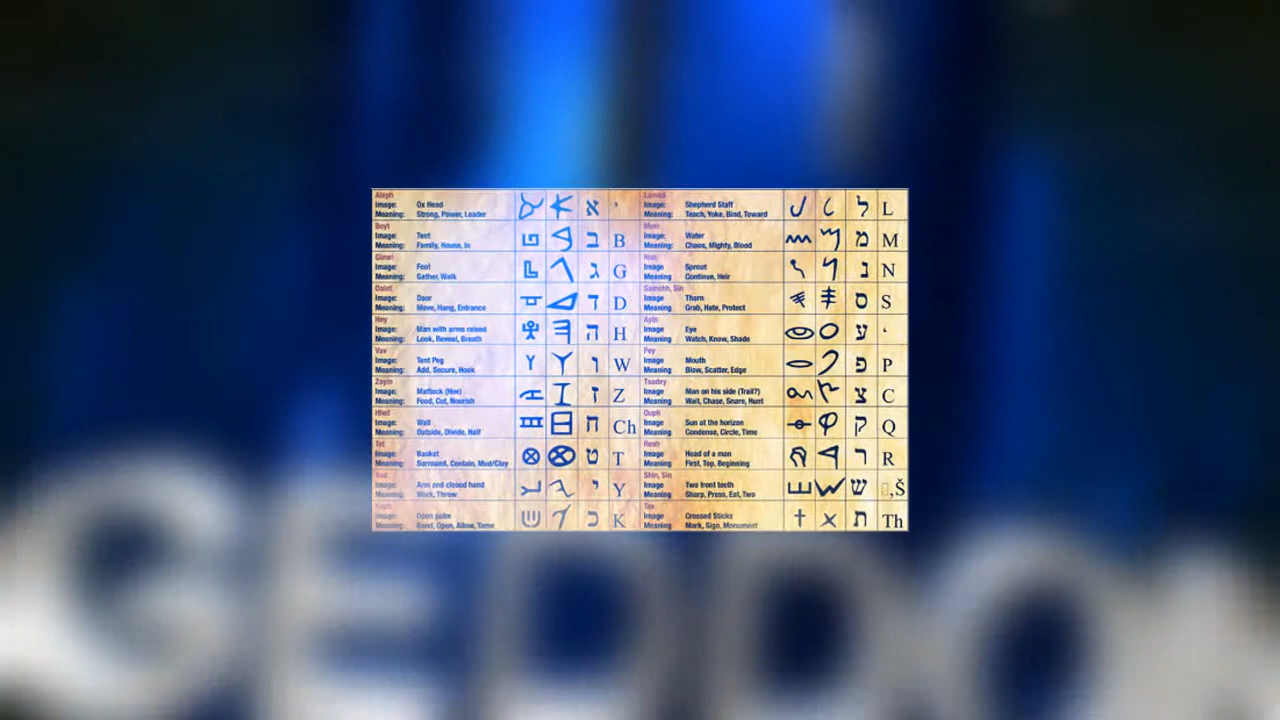 Aleph
Image: Ox Head א ʾ
Meaning: Strong, Power, Leader
Beyt
Image: Tent ב B
Meaning: Family, House, In
Gimel
Image: Foot ג G
Meaning: Gather, Walk
Dalet
Image: Door ד D
Meaning: Move, Hang, Entrance
Hey
Image: Man with arms raised ה H
Meaning: Look, Reveal, Breath
Vav
Image: Tent Peg ו W
Meaning: Add, Secure, Hook
Zayin
Image: Mattock (Hoe) ז Z
Meaning: Food, Cut, Nourish
Hhet
Image: Wall ח Ch
Meaning: Outside, Divide, Half
Tet
Image: Basket ט T
Meaning: Surround, Contain, Mud/Clay
Image: Arm and closed hand י Y
Meaning: Work, Throw
Image: Open palm כ K
Meaning: Bend, Open, Allow, Tame
Lamed
Image: Shepherd Staff ל L
Meaning: Teach, Yoke, Bind, Toward
Mem
Image: Water מ M
Meaning: Chaos, Mighty, Blood
Nun
Image: Sprout נ N
Meaning Continue, Heir
Samehh, Sin
Image Thorn ס S
Meaning Grab, Hate, Protect
Ayin
Image Eye ע ʿ
Meaning Watch, Know, Shade
Pey
Image Mouth פ P
Meaning Blow, Scatter, Edge
Tsadey
Image Man on his side (Trail?) צ C
Meaning Wait, Chase, Snare, Hunt
Quph
Image Sun at the horizon ק Q
Meaning Condense, Circle, Time
Resh
Image Head of a man ר R
Meaning First, Top, Beginning
Shin, Sin
Image Two front teeth ש ,Š
Meaning Sharp, Press, Eat, Two
Tav
Image Crossed Sticks ת Th
Meaning Mark, Sign, Monument